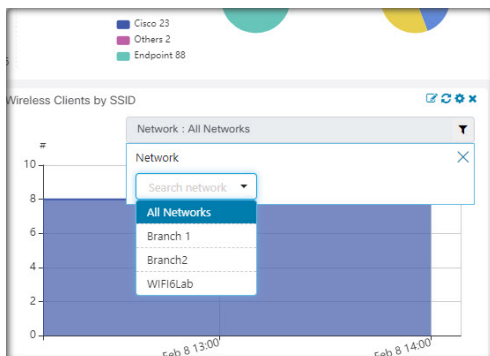 Cisco 23
Others 2
Endpoint 88
Wireless Clients by SSID
Network : All Networks
#
Network
Search network
All Networks
Branch 1
Branch2
WIFI6Lab
10
8
6
4
2
0
Feb 8 13:00
Feb 8 14:00